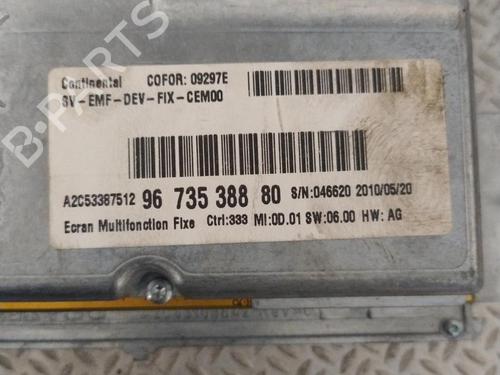 Continental COFOR: 09297E
SV-EMF-DEV-FIX-CEM00
A2C53387512 96 735 388 80 S/N:046620 2010/05/20
Ecran Multifonction Fixe Ctrl:333 MI:0D.01 SW:06.00 HW: AG
B-PARTS